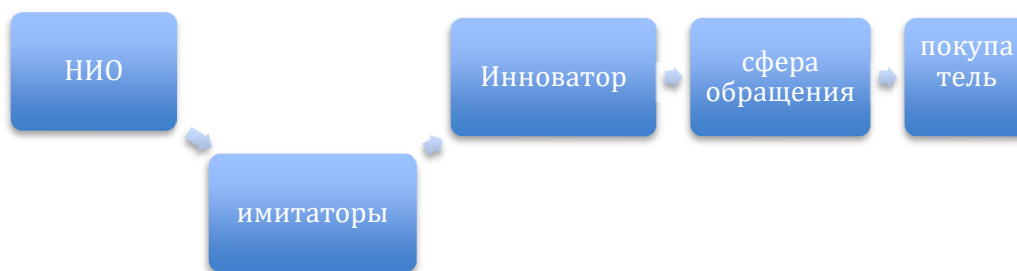 НИО
имитаторы
Инноватор
сфера
обращения
покупа
тель